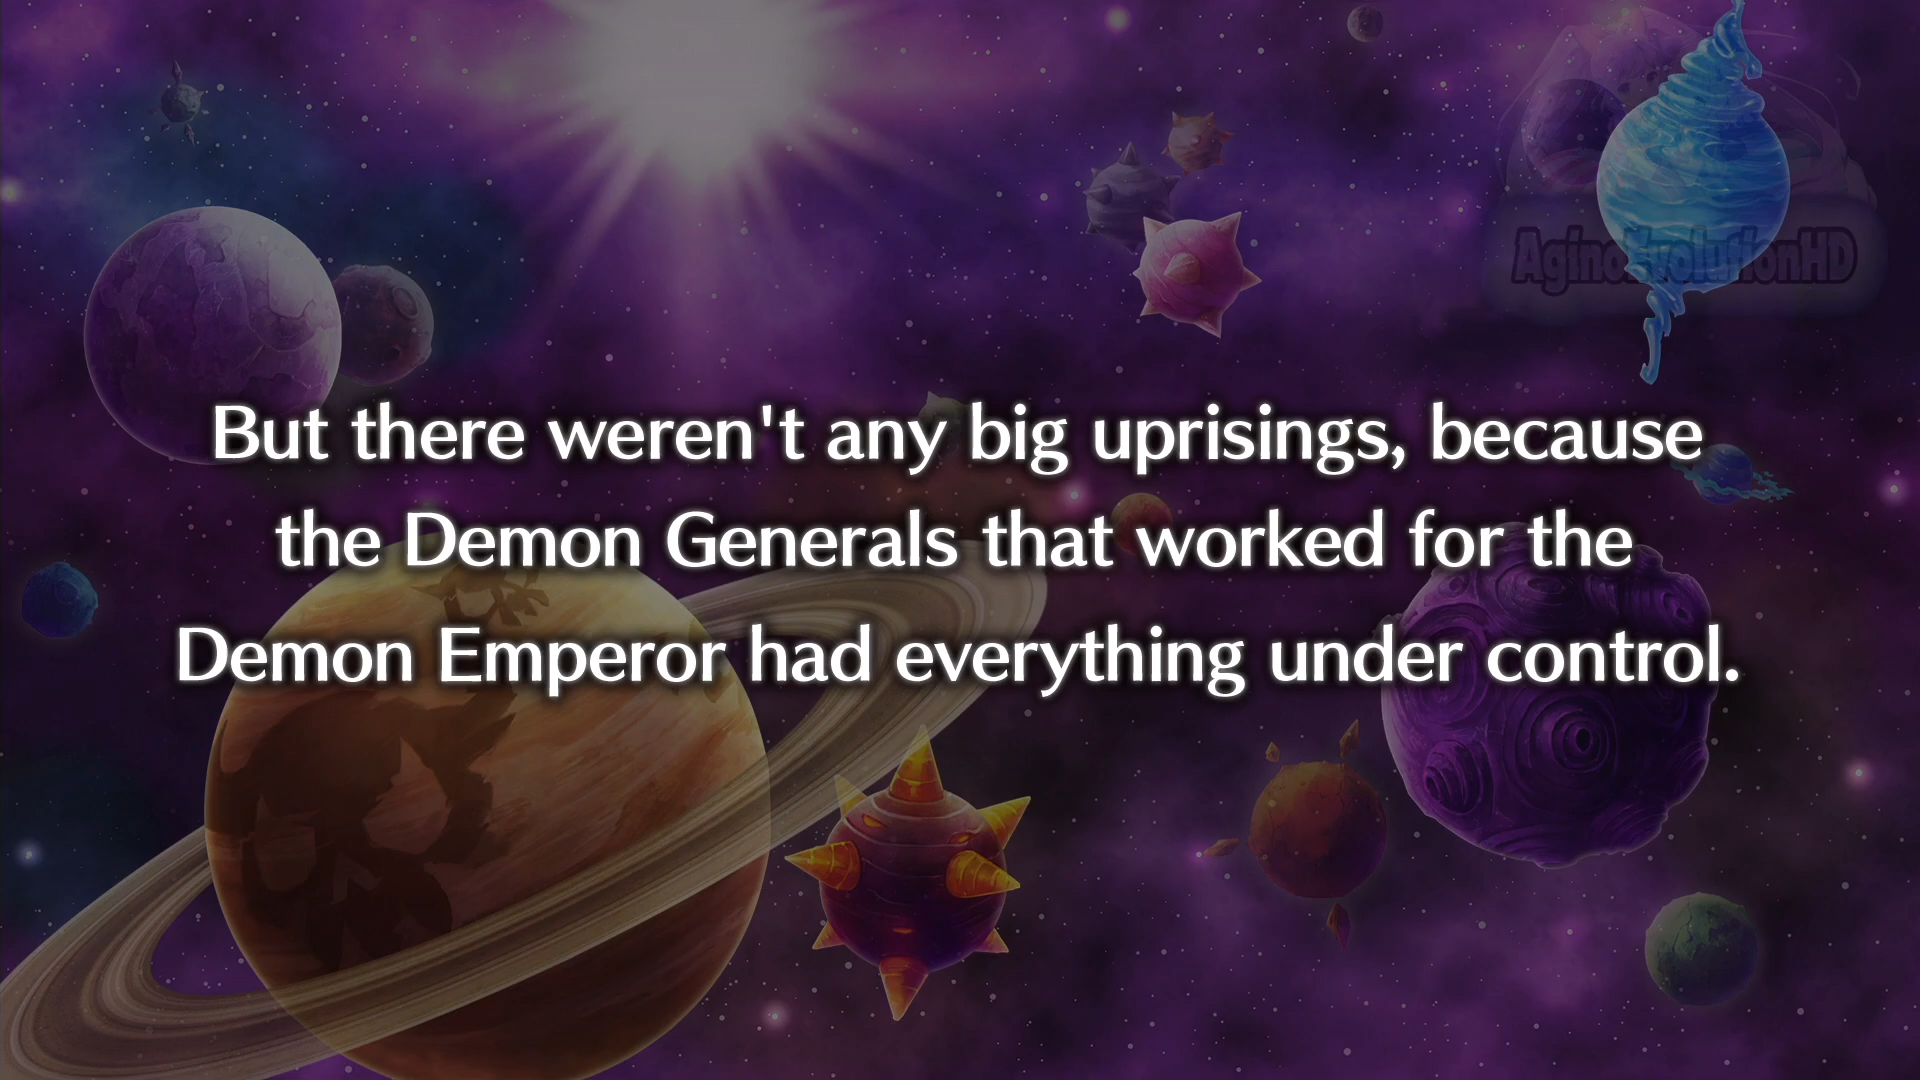 AginoEvolutionHD
But there weren't any big uprisings, because
the Demon Generals that worked for the
Demon Emperor had everything under control.